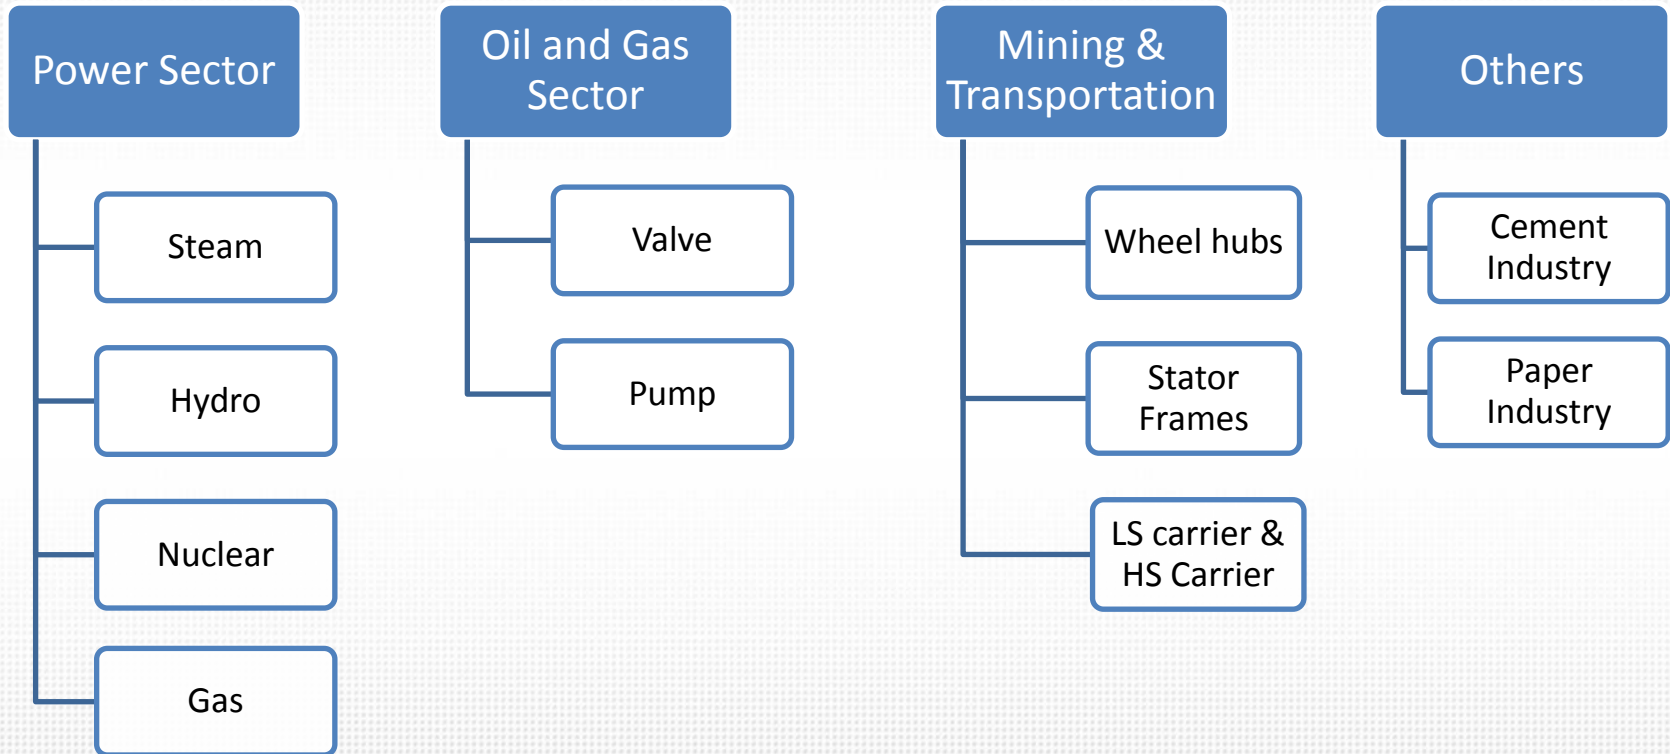 Power Sector
Steam
Hydro
Nuclear
Gas
Oil and Gas
Sector
Valve
Pump
Mining &
Transportation
Wheel hubs
Stator
Frames
LS carrier &
HS Carrier
Others
Cement
Industry
Paper
Industry